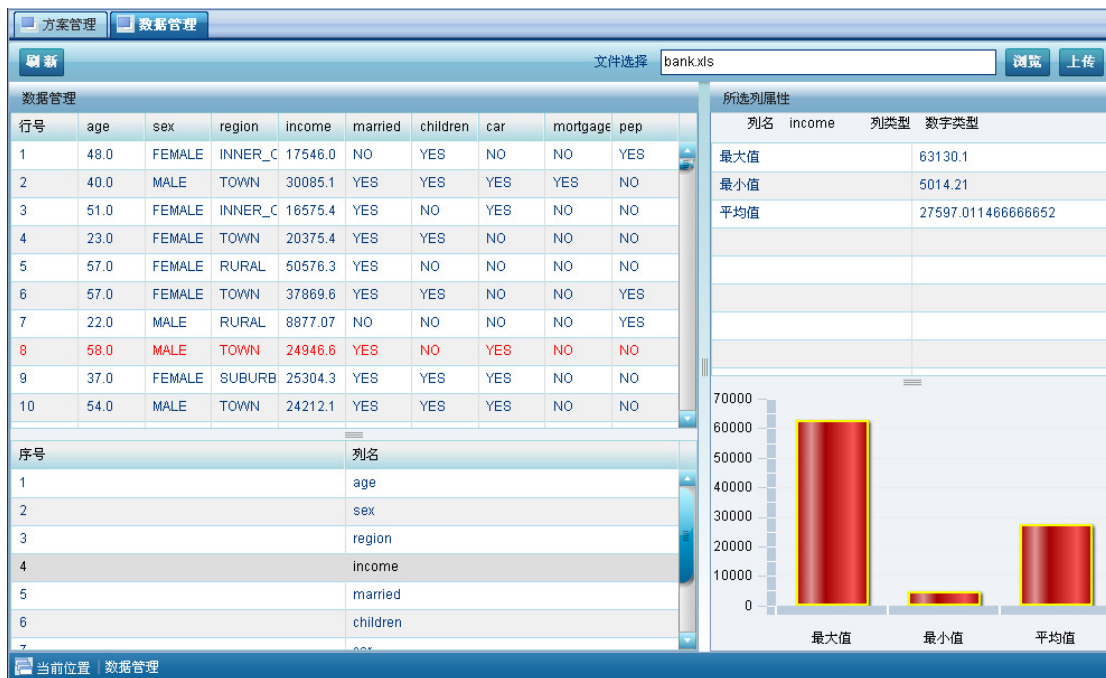 方案管理 数据管理
刷新 文件选择 bank.xls 浏览 上传
数据管理
行号 age sex region income married children car mortgage pep
1 48.0 FEMALE INNER_C 17546.0 NO YES NO NO YES
2 40.0 MALE TOWN 30085.1 YES YES YES YES NO
3 51.0 FEMALE INNER_C 16575.4 YES NO YES NO NO
4 23.0 FEMALE TOWN 20375.4 YES YES NO NO NO
5 57.0 FEMALE RURAL 50576.3 YES NO NO NO NO
6 57.0 FEMALE TOWN 37869.6 YES YES NO NO YES
7 22.0 MALE RURAL 8877.07 NO NO NO NO YES
8 58.0 MALE TOWN 24946.6 YES NO YES NO NO
9 37.0 FEMALE SUBURB 25304.3 YES YES YES NO NO
10 54.0 MALE TOWN 24212.1 YES YES YES NO NO
序号 列名
1 age
2 sex
3 region
4 income
5 married
6 children
所选列属性
列名 income 列类型 数字类型
最大值 63130.1
最小值 5014.21
平均值 27597.011466666652
70000
60000
50000
40000
30000
20000
10000
0
最大值 最小值 平均值
当前位置 数据管理